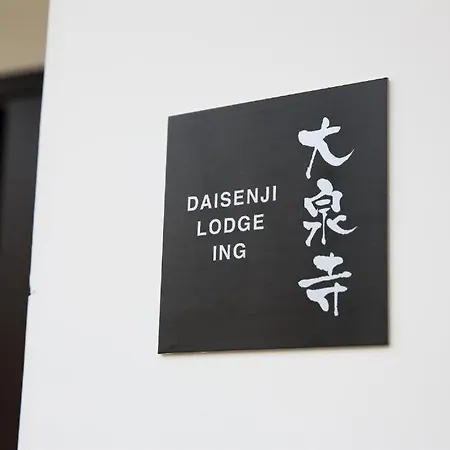 DAISENJI
LODGE
ING
大泉寺